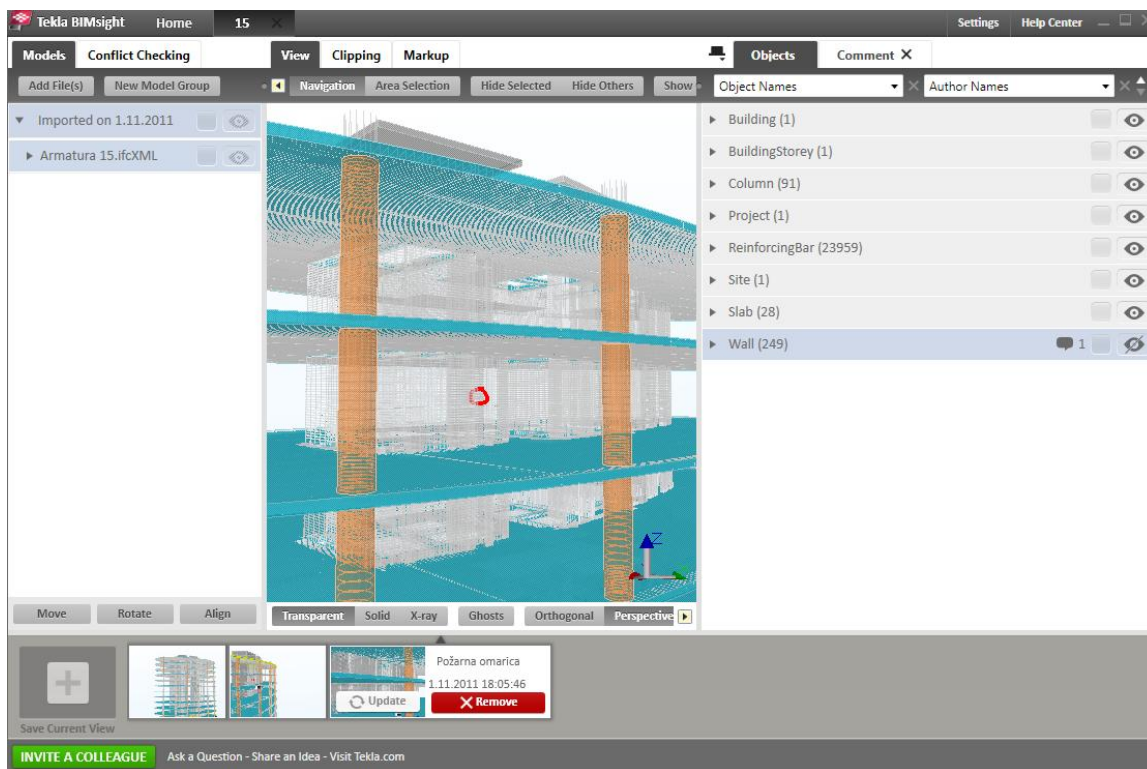 Tekla BIMsight Home 15 Settings Help Center
Models Conflict Checking View Clipping Markup Objects Comment
Add File(s) New Model Group Navigation Area Selection Hide Selected Hide Others Show Object Names Author Names
Imported on 1.11.2011
Armatura 15.ifcXML
Building (1)
BuildingStorey (1)
Column (91)
Project (1)
ReinforcingBar (23959)
Site (1)
Slab (28)
Wall (249) 1
Z
Move Rotate Align Transparent Solid X-ray Ghosts Orthogonal Perspective
Požarna omarica
1.11.2011 18:05:46
Update Remove
Save Current View
INVITE A COLLEAGUE Ask a Question - Share an Idea - Visit Tekla.com